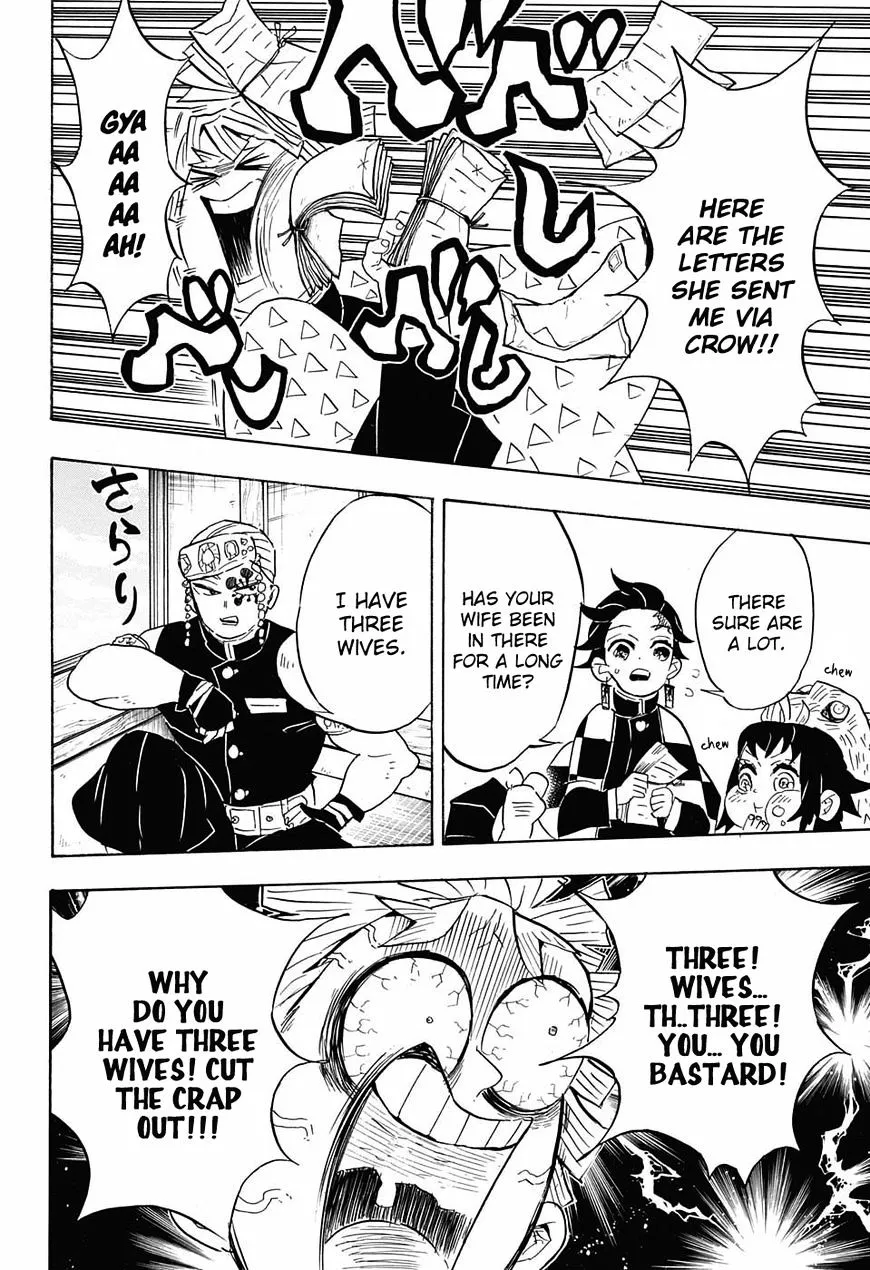 HERE
ARE THE
LETTERS
SHE SENT
ME VIA
CROW!!
GYA
AA
AA
AA
AH!
THERE
SURE ARE
A LOT.
HAS YOUR
WIFE BEEN
IN THERE
FOR A LONG
TIME?
chew
chew
I HAVE
THREE
WIVES.
さらり
THREE!
WIVES...
TH..THREE!
YOU... YOU
BASTARD!
WHY
DO YOU
HAVE THREE
WIVES! CUT
THE CRAP
OUT!!!